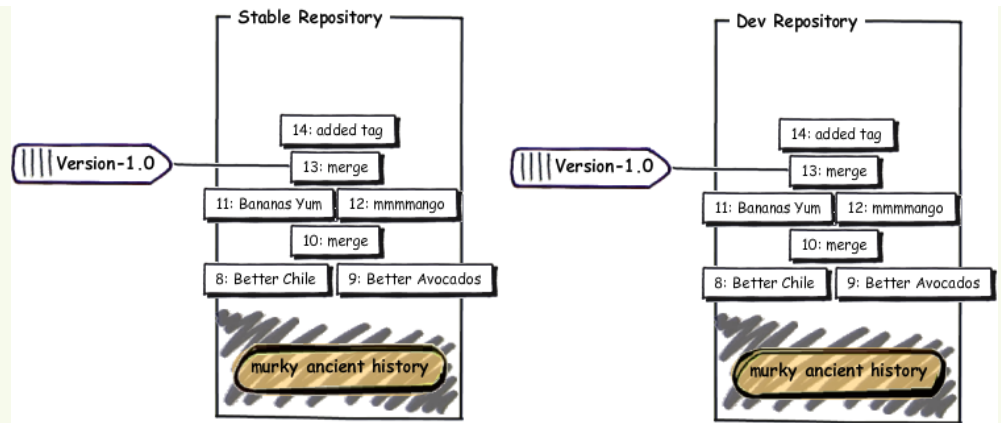 Stable Repository
14: added tag
Version-1.0
13: merge
11: Bananas Yum
12: mmmmango
10: merge
8: Better Chile
9: Better Avocados
murky ancient history
Dev Repository
14: added tag
Version-1.0
13: merge
11: Bananas Yum
12: mmmmango
10: merge
8: Better Chile
9: Better Avocados
murky ancient history